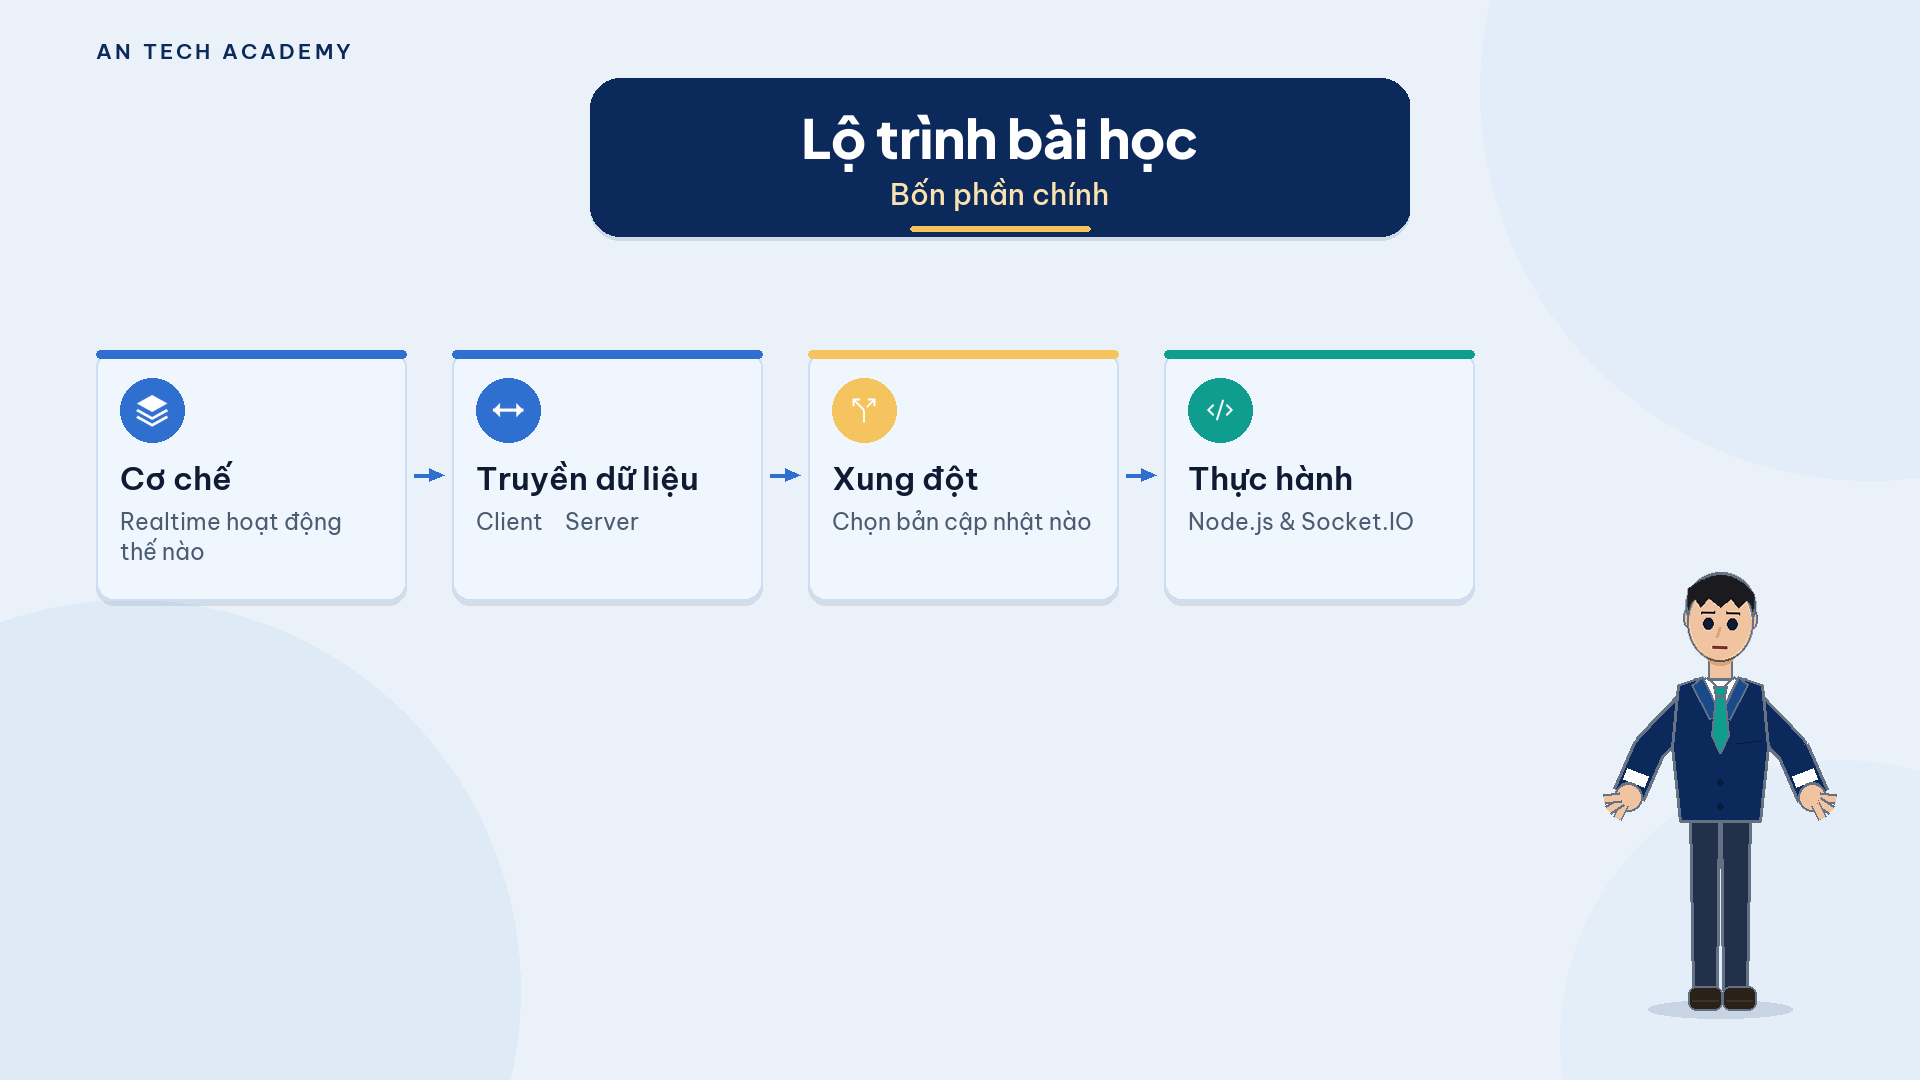 AN TECH ACADEMY
Lộ trình bài học
Bốn phần chính
Cơ chế
Realtime hoạt động
thế nào
Truyền dữ liệu
Client Server
Xung đột
Chọn bản cập nhật nào
Thực hành
Node.js & Socket.IO